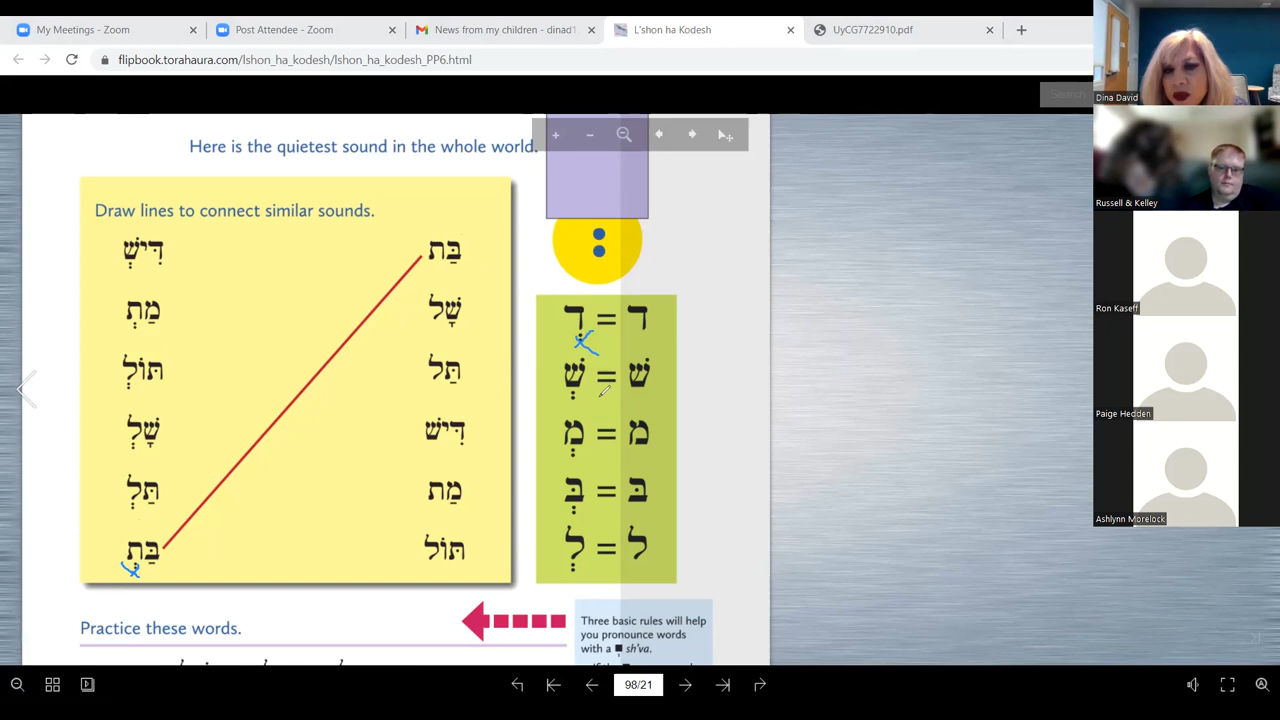 My Meetings - Zoom
Post Attendee - Zoom
News from my children - dinad1
L'shon ha Kodesh
UyCG7722910.pdf
flipbook.torahaura.com/lshon_ha_kodesh/lshon_ha_kodesh_PP6.html
Search
Here is the quietest sound in the whole world.
Draw lines to connect similar sounds.
בַּת דִּישְׁ
שָׁל מַתְ
תַּל תּוֹלְ
דִּישׁ שָׁלְ
מַת תַּלְ
תּוֹל בַּתְ
ד = דְ
שׁ = שְׁ
מ = מְ
בּ = בְּ
ל = לְ
Practice these words.
Three basic rules will help
you pronounce words
with a sh'va.
98/21
Dina David
Russell & Kelley
Ron Kaseff
Paige Hedden
Ashlynn Morelock